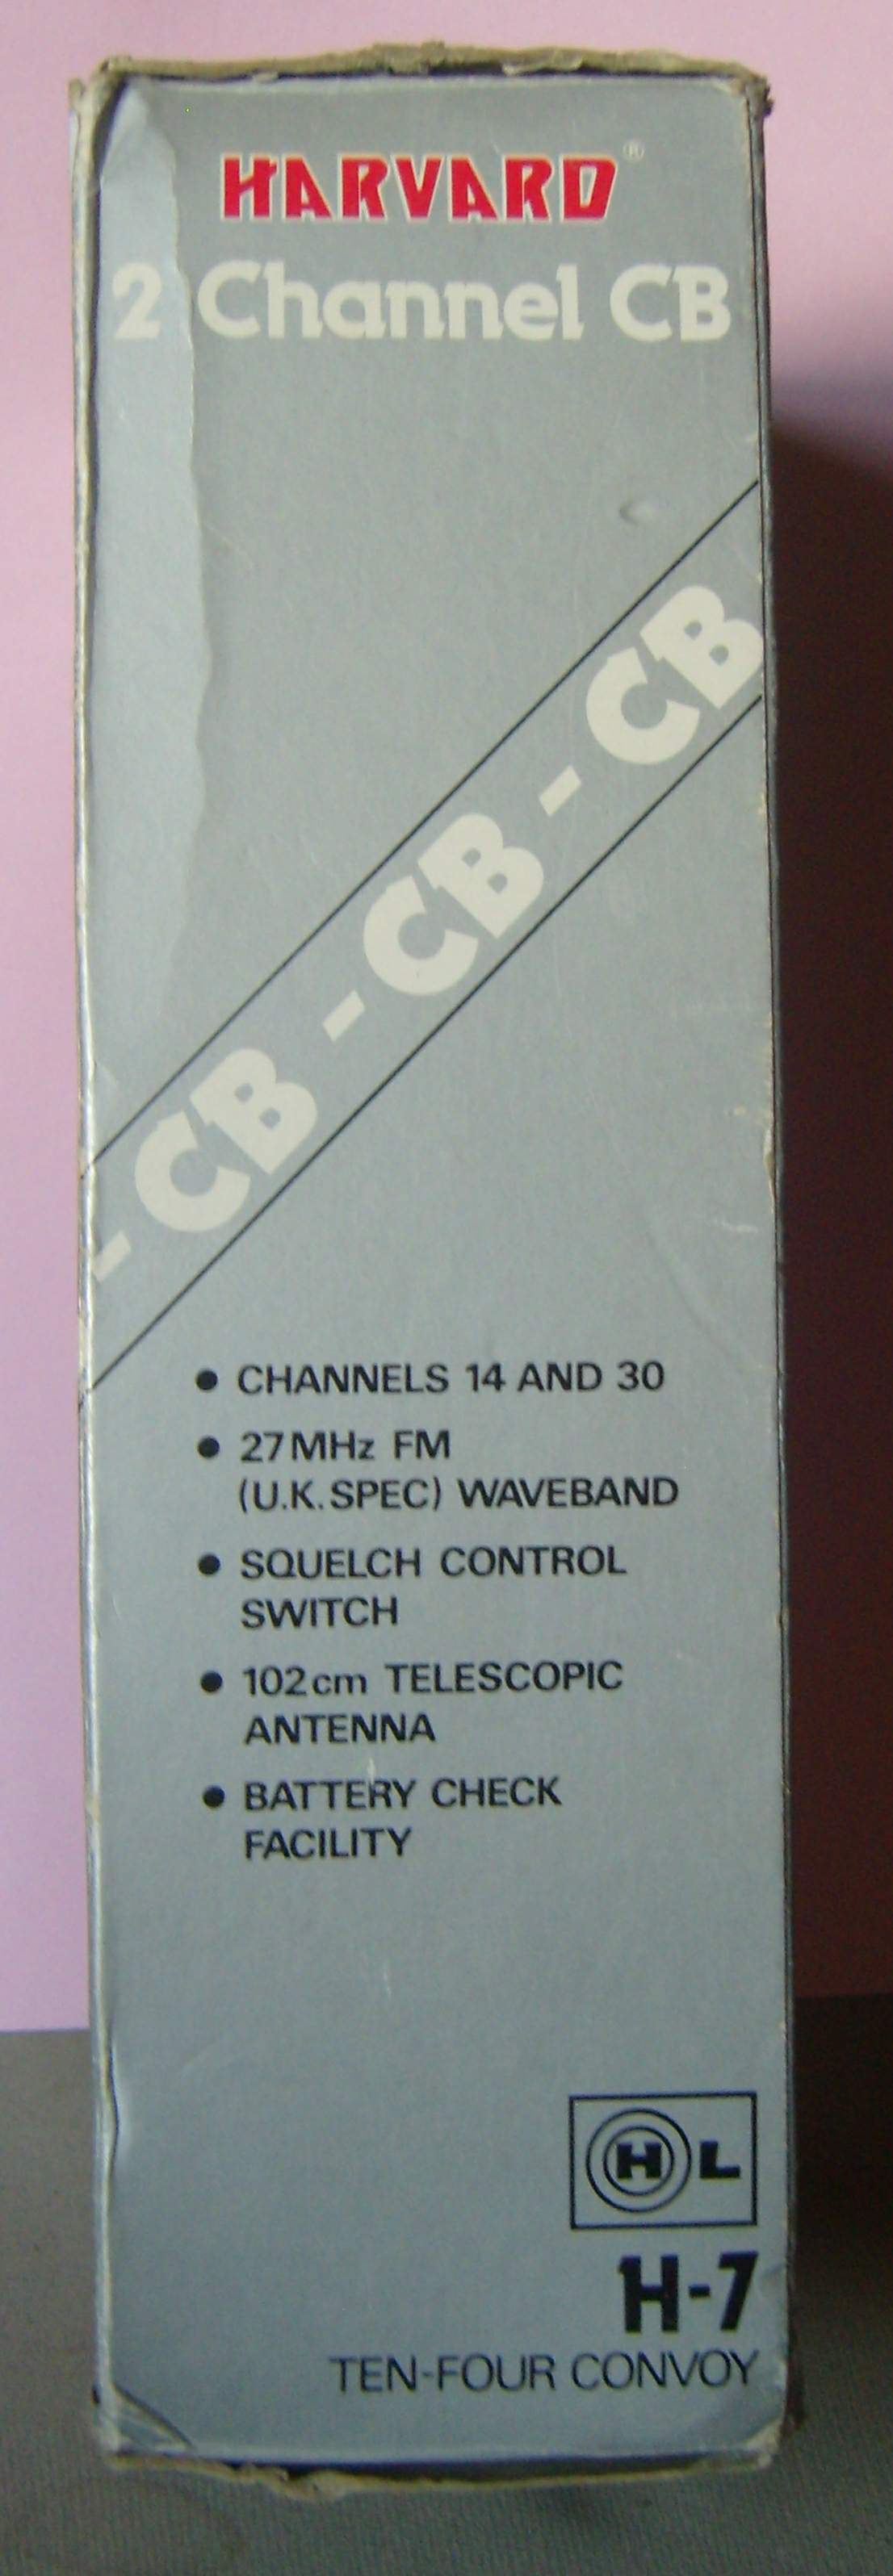 HARVARD®
2 Channel CB
- CB - CB - CB
● CHANNELS 14 AND 30
● 27MHz FM
(U.K. SPEC) WAVEBAND
● SQUELCH CONTROL
SWITCH
● 102cm TELESCOPIC
ANTENNA
● BATTERY CHECK
FACILITY
H L
H-7
TEN-FOUR CONVOY